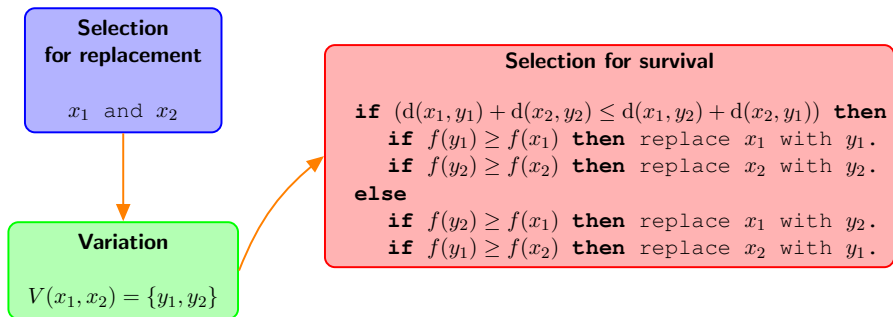 Selection
for replacement
x₁ and x₂
Variation
V(x₁, x₂) = {y₁, y₂}
Selection for survival
if (d(x₁, y₁) + d(x₂, y₂) ≤ d(x₁, y₂) + d(x₂, y₁)) then
if f(y₁) ≥ f(x₁) then replace x₁ with y₁.
if f(y₂) ≥ f(x₂) then replace x₂ with y₂.
else
if f(y₂) ≥ f(x₁) then replace x₁ with y₂.
if f(y₁) ≥ f(x₂) then replace x₂ with y₁.